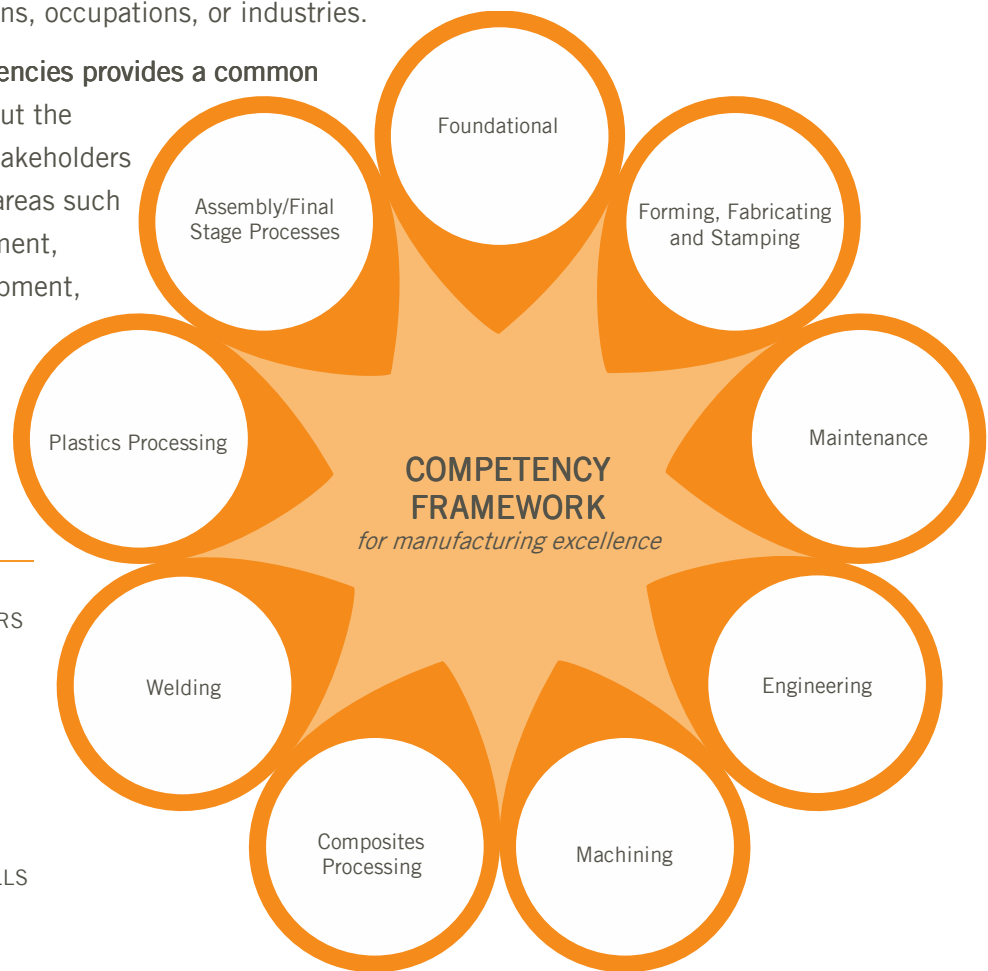 ns, occupations, or industries.
encies provides a common
ut the
akeholders
areas such
ment,
pment,
RS
LLS
Foundational
Forming, Fabricating
and Stamping
Maintenance
Engineering
Machining
Composites
Processing
Welding
Plastics Processing
Assembly/Final
Stage Processes
COMPETENCY
FRAMEWORK
for manufacturing excellence